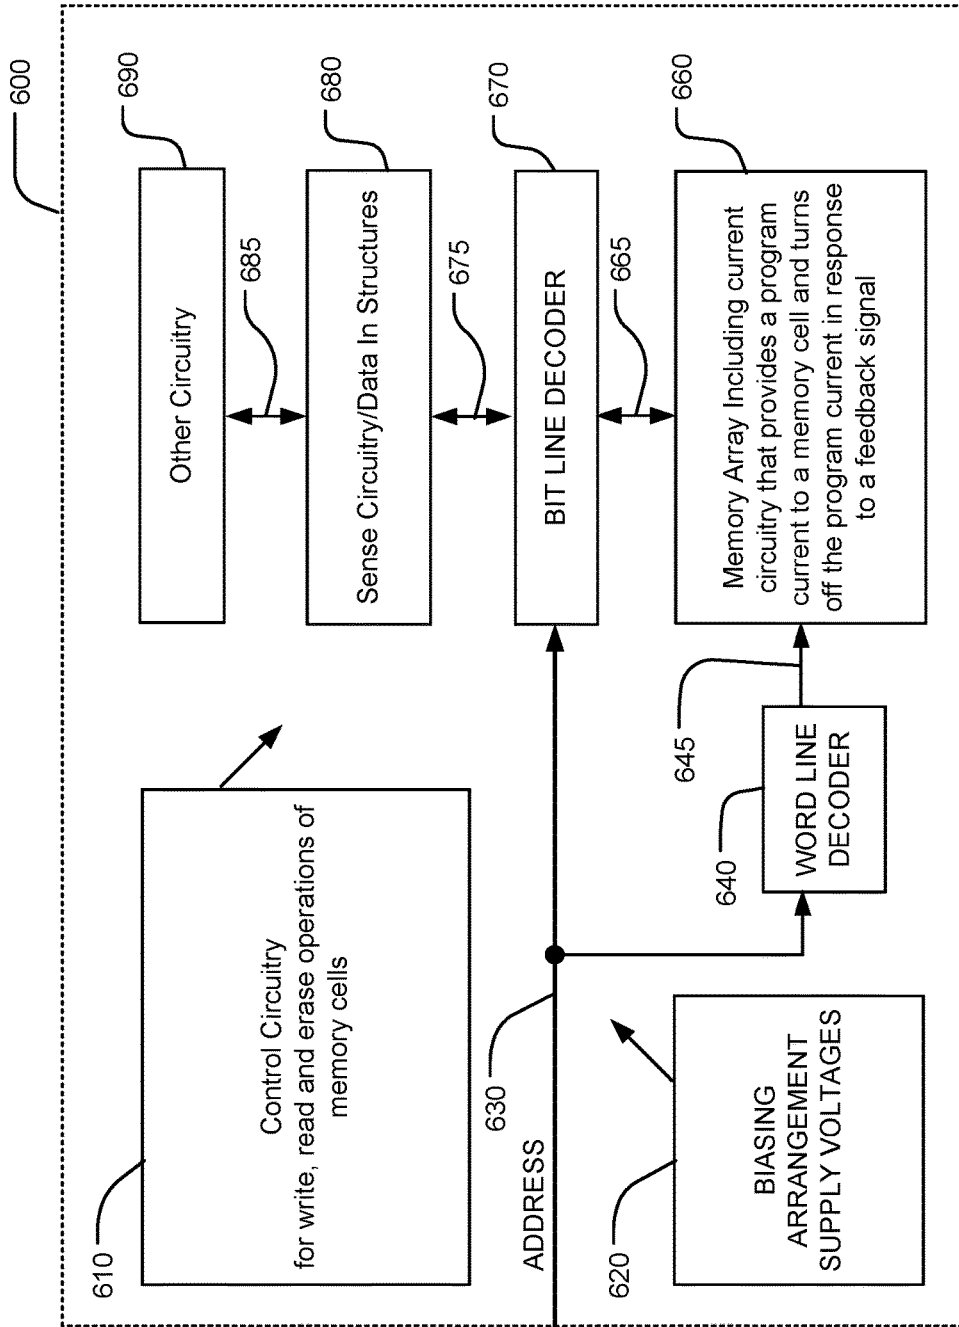 600
610
Control Circuitry
for write, read and erase operations of
memory cells
690
Other Circuitry
685
680
Sense Circuitry/Data In Structures
675
ADDRESS
630
670
BIT LINE DECODER
665
620
BIASING
ARRANGEMENT
SUPPLY VOLTAGES
640
WORD LINE
DECODER
645
660
Memory Array Including current
circuitry that provides a program
current to a memory cell and turns
off the program current in response
to a feedback signal